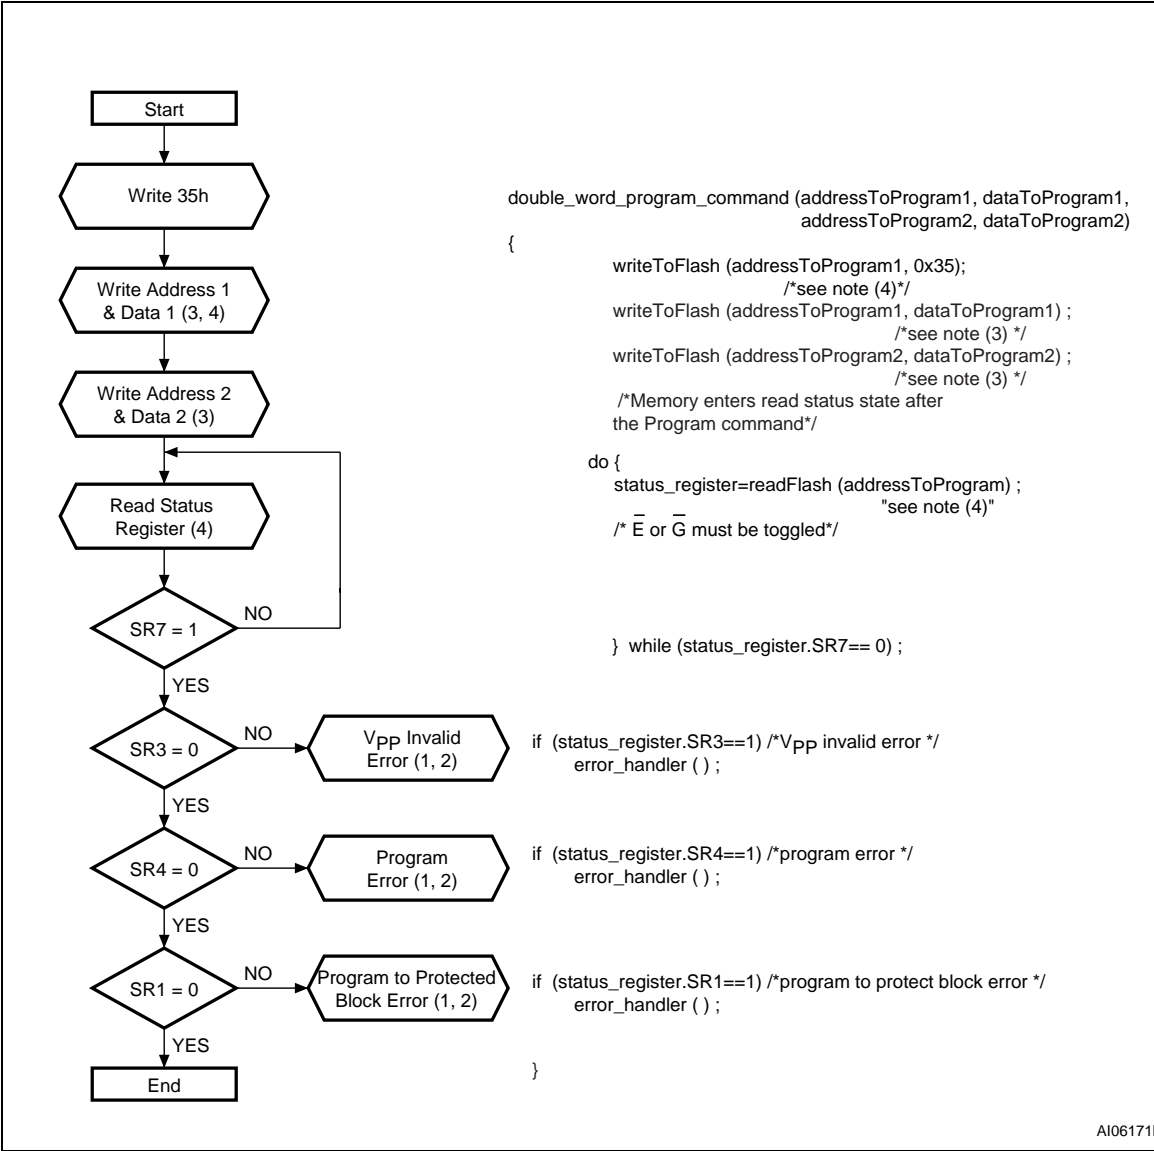 Start
Write 35h
Write Address 1
& Data 1 (3, 4)
Write Address 2
& Data 2 (3)
Read Status
Register (4)
SR7 = 1
NO
YES
SR3 = 0
NO
VPP Invalid
Error (1, 2)
YES
SR4 = 0
NO
Program
Error (1, 2)
YES
SR1 = 0
NO
Program to Protected
Block Error (1, 2)
YES
End
double_word_program_command (addressToProgram1, dataToProgram1,
addressToProgram2, dataToProgram2)
{
writeToFlash (addressToProgram1, 0x35);
/*see note (4)*/
writeToFlash (addressToProgram1, dataToProgram1) ;
/*see note (3) */
writeToFlash (addressToProgram2, dataToProgram2) ;
/*see note (3) */
/*Memory enters read status state after
the Program command*/
do {
status_register=readFlash (addressToProgram) ;
"see note (4)"
/* E̅ or G̅ must be toggled*/
} while (status_register.SR7== 0) ;
if (status_register.SR3==1) /*VPP invalid error */
error_handler ( ) ;
if (status_register.SR4==1) /*program error */
error_handler ( ) ;
if (status_register.SR1==1) /*program to protect block error */
error_handler ( ) ;
}